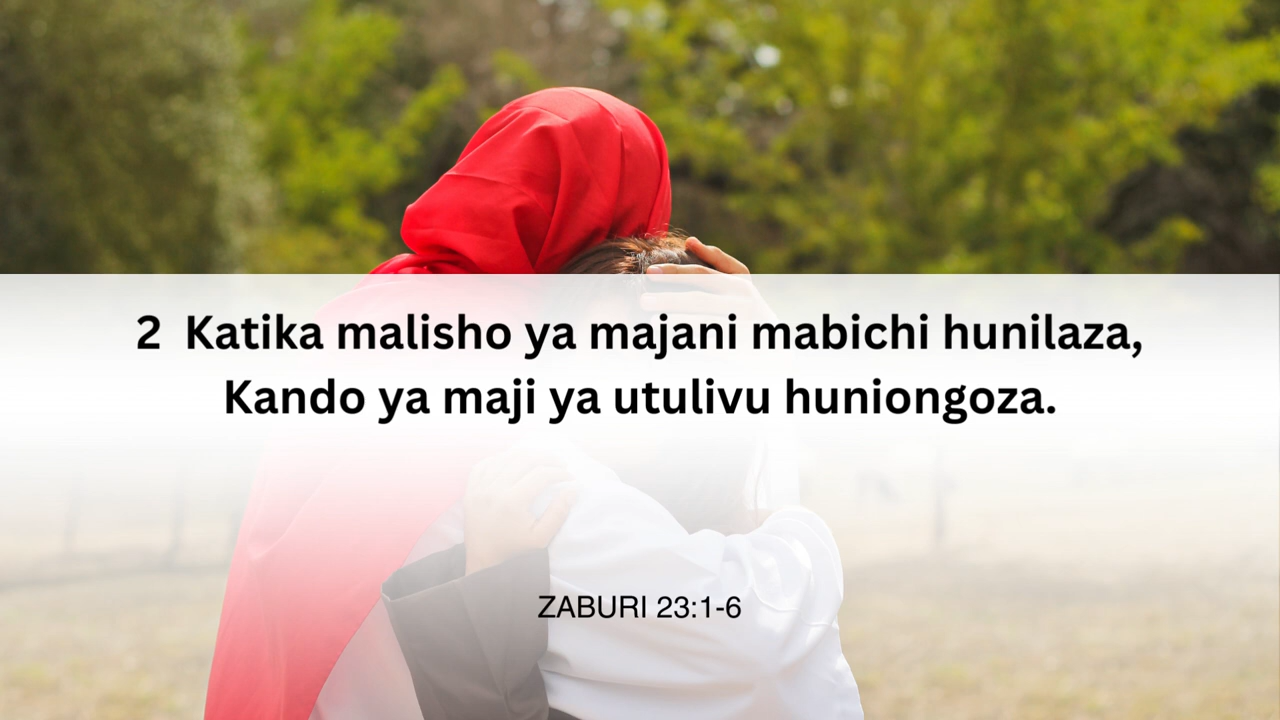 2 Katika malisho ya majani mabichi hunilaza,
Kando ya maji ya utulivu huniongoza.
ZABURI 23:1-6